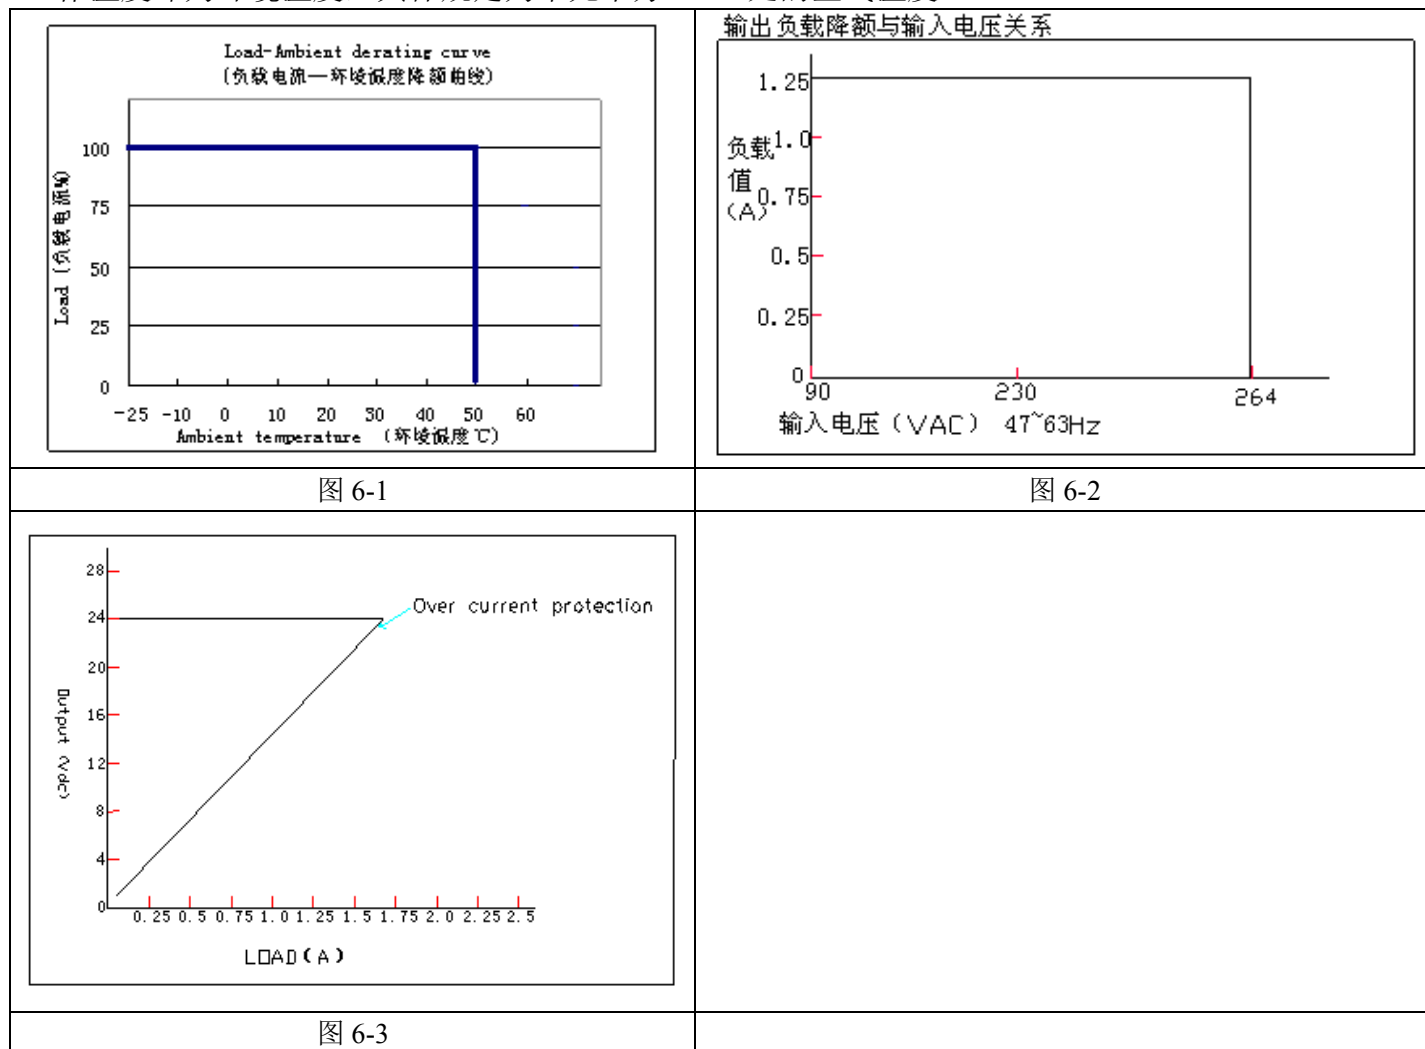 Load-Ambient derating curve
(负载电流—环境温度降额曲线)
100
75
50
25
0
Load (负载电流%)
-25 -10 0 10 20 30 40 50 60
Ambient temperature (环境温度℃)
输出负载降额与输入电压关系
1.25
1.0
0.75
0.5
0.25
0
负载
值
(A)
90 230 264
输入电压(VAC) 47~63Hz
图 6-1
图 6-2
28
24
20
16
12
8
4
0
Output (Vdc)
Over current protection
0.25 0.5 0.75 1.0 1.25 1.5 1.75 2.0 2.25 2.5
LOAD(A)
图 6-3